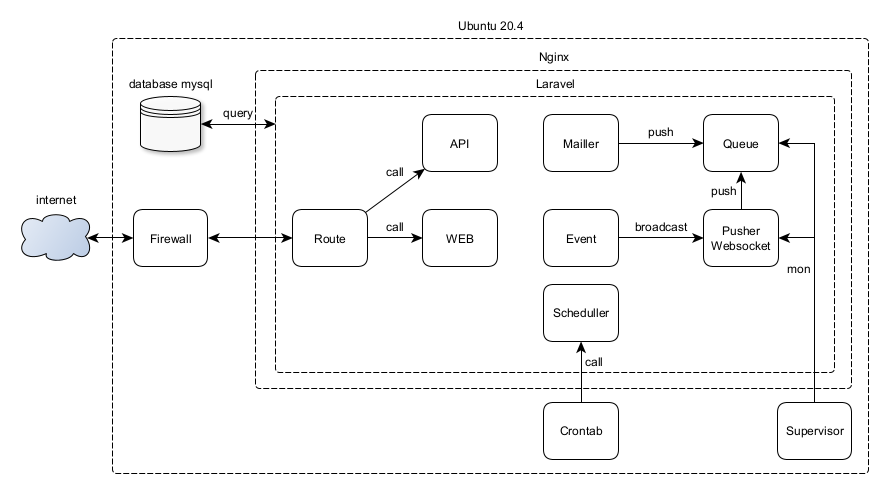 Ubuntu 20.4
Nginx
database mysql
Laravel
query
API
Mailler
push
Queue
call
push
internet
Firewall
Route
call
WEB
Event
broadcast
Pusher
Websocket
mon
Scheduller
call
Crontab
Supervisor